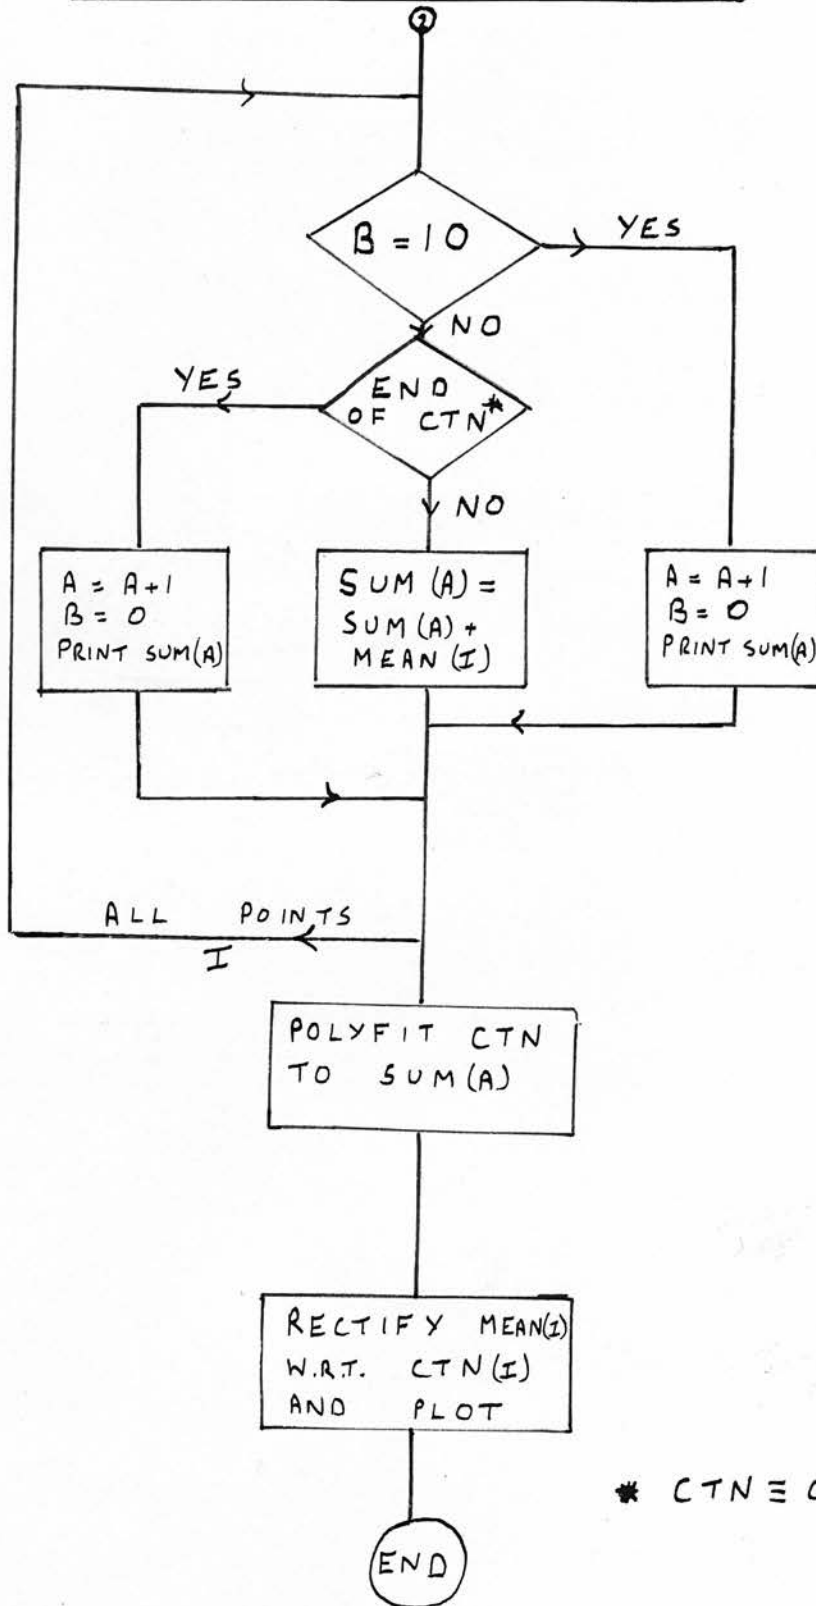 2
B = 10
YES
NO
END
OF CTN*
YES
NO
A = A+1
B = 0
PRINT SUM(A)
SUM (A) =
SUM (A) +
MEAN (I)
A = A+1
B = 0
PRINT SUM(A)
ALL POINTS
I
POLYFIT CTN
TO SUM(A)
RECTIFY MEAN(I)
W.R.T. CTN(I)
AND PLOT
* CTN ≡ C
END